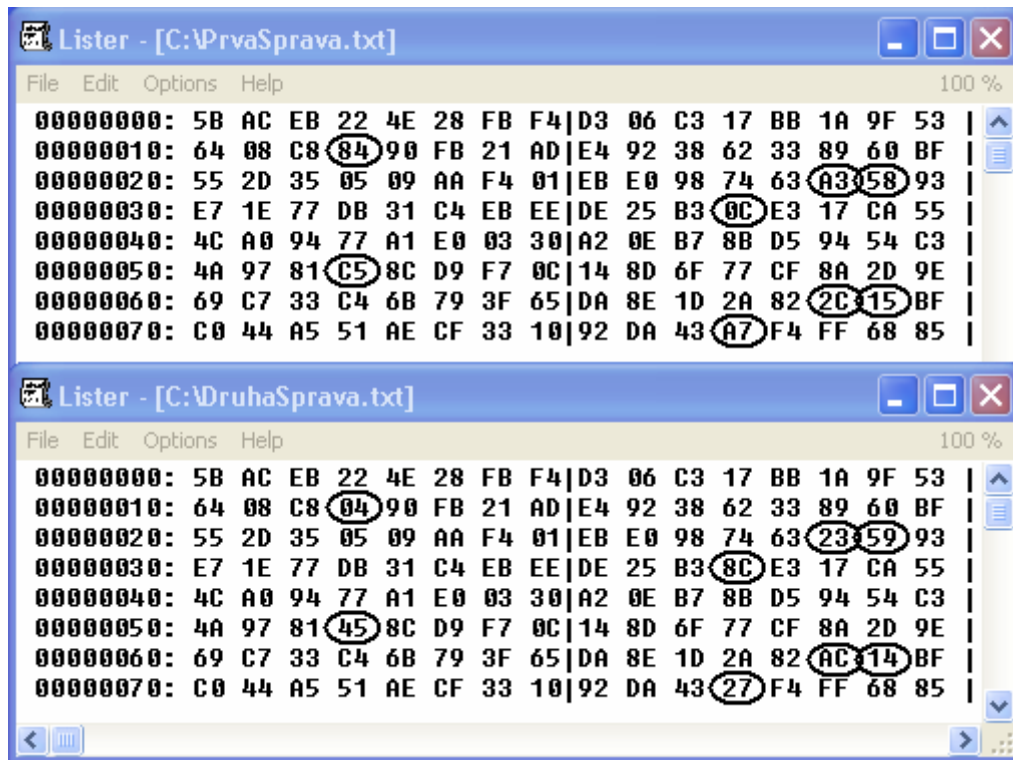 Lister - [C:\PrvaSprava.txt]
File Edit Options Help 100 %
00000000: 5B AC EB 22 4E 28 FB F4|D3 06 C3 17 BB 1A 9F 53 |
00000010: 64 08 C8 84 90 FB 21 AD|E4 92 38 62 33 89 60 BF |
00000020: 55 2D 35 05 09 AA F4 01|EB E0 98 74 63 A3 58 93 |
00000030: E7 1E 77 DB 31 C4 EB EE|DE 25 B3 0C E3 17 CA 55 |
00000040: 4C A0 94 77 A1 E0 03 30|A2 0E B7 8B D5 94 54 C3 |
00000050: 4A 97 81 C5 8C D9 F7 0C|14 8D 6F 77 CF 8A 2D 9E |
00000060: 69 C7 33 C4 6B 79 3F 65|DA 8E 1D 2A 82 2C 15 BF |
00000070: C0 44 A5 51 AE CF 33 10|92 DA 43 A7 F4 FF 68 85 |
Lister - [C:\DruhaSprava.txt]
File Edit Options Help 100 %
00000000: 5B AC EB 22 4E 28 FB F4|D3 06 C3 17 BB 1A 9F 53 |
00000010: 64 08 C8 04 90 FB 21 AD|E4 92 38 62 33 89 60 BF |
00000020: 55 2D 35 05 09 AA F4 01|EB E0 98 74 63 23 59 93 |
00000030: E7 1E 77 DB 31 C4 EB EE|DE 25 B3 8C E3 17 CA 55 |
00000040: 4C A0 94 77 A1 E0 03 30|A2 0E B7 8B D5 94 54 C3 |
00000050: 4A 97 81 45 8C D9 F7 0C|14 8D 6F 77 CF 8A 2D 9E |
00000060: 69 C7 33 C4 6B 79 3F 65|DA 8E 1D 2A 82 AC 14 BF |
00000070: C0 44 A5 51 AE CF 33 10|92 DA 43 27 F4 FF 68 85 |